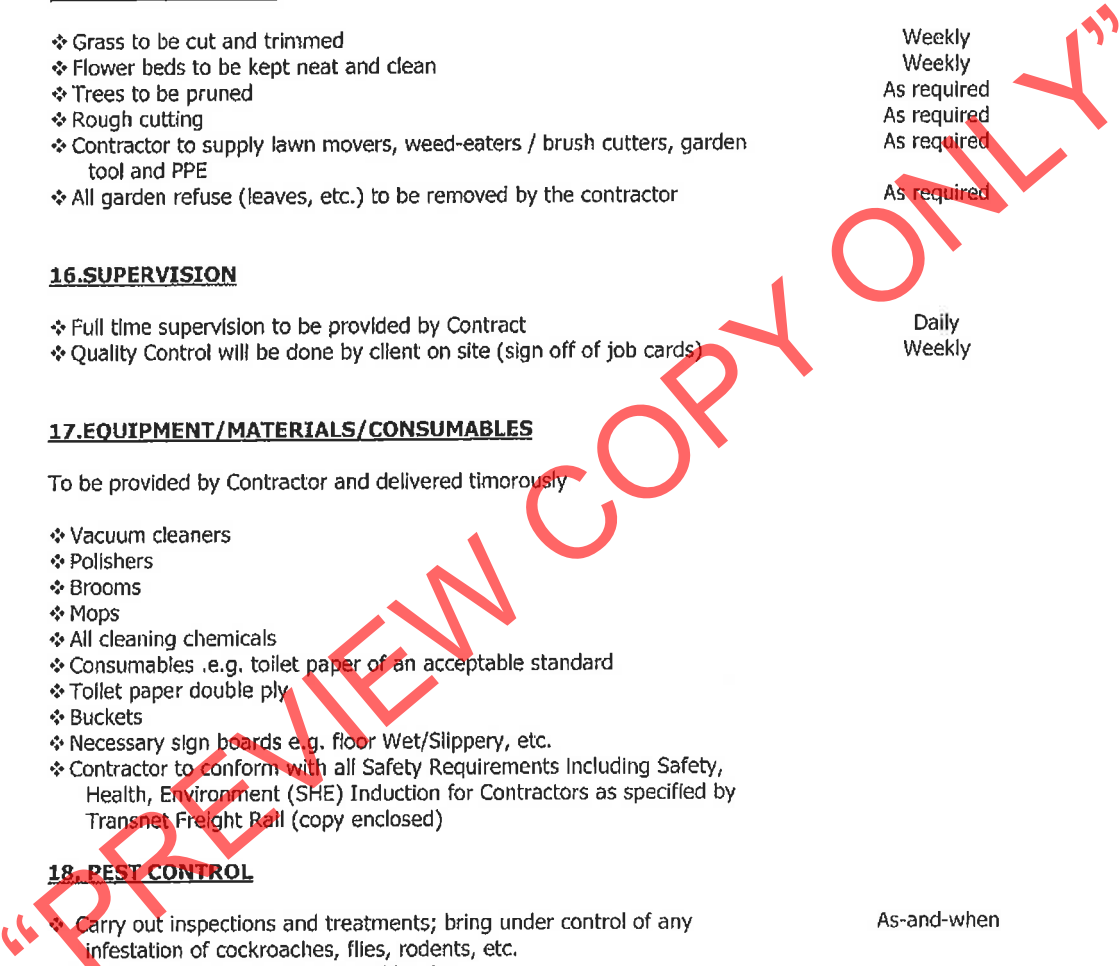 ❖ Grass to be cut and trimmed Weekly
❖ Flower beds to be kept neat and clean Weekly
❖ Trees to be pruned As required
❖ Rough cutting As required
❖ Contractor to supply lawn movers, weed-eaters / brush cutters, garden As required
tool and PPE
❖ All garden refuse (leaves, etc.) to be removed by the contractor As required
16.SUPERVISION
❖ Full time supervision to be provided by Contract Daily
❖ Quality Control will be done by client on site (sign off of job cards) Weekly
17.EQUIPMENT/MATERIALS/CONSUMABLES
To be provided by Contractor and delivered timorously
❖ Vacuum cleaners
❖ Polishers
❖ Brooms
❖ Mops
❖ All cleaning chemicals
❖ Consumables .e.g. toilet paper of an acceptable standard
❖ Toilet paper double ply
❖ Buckets
❖ Necessary sign boards e.g. floor Wet/Slippery, etc.
❖ Contractor to conform with all Safety Requirements Including Safety,
Health, Environment (SHE) Induction for Contractors as specified by
Transnet Freight Rail (copy enclosed)
18. PEST CONTROL
❖ Carry out inspections and treatments; bring under control of any As-and-when
infestation of cockroaches, flies, rodents, etc.
“PREVIEW COPY ONLY”